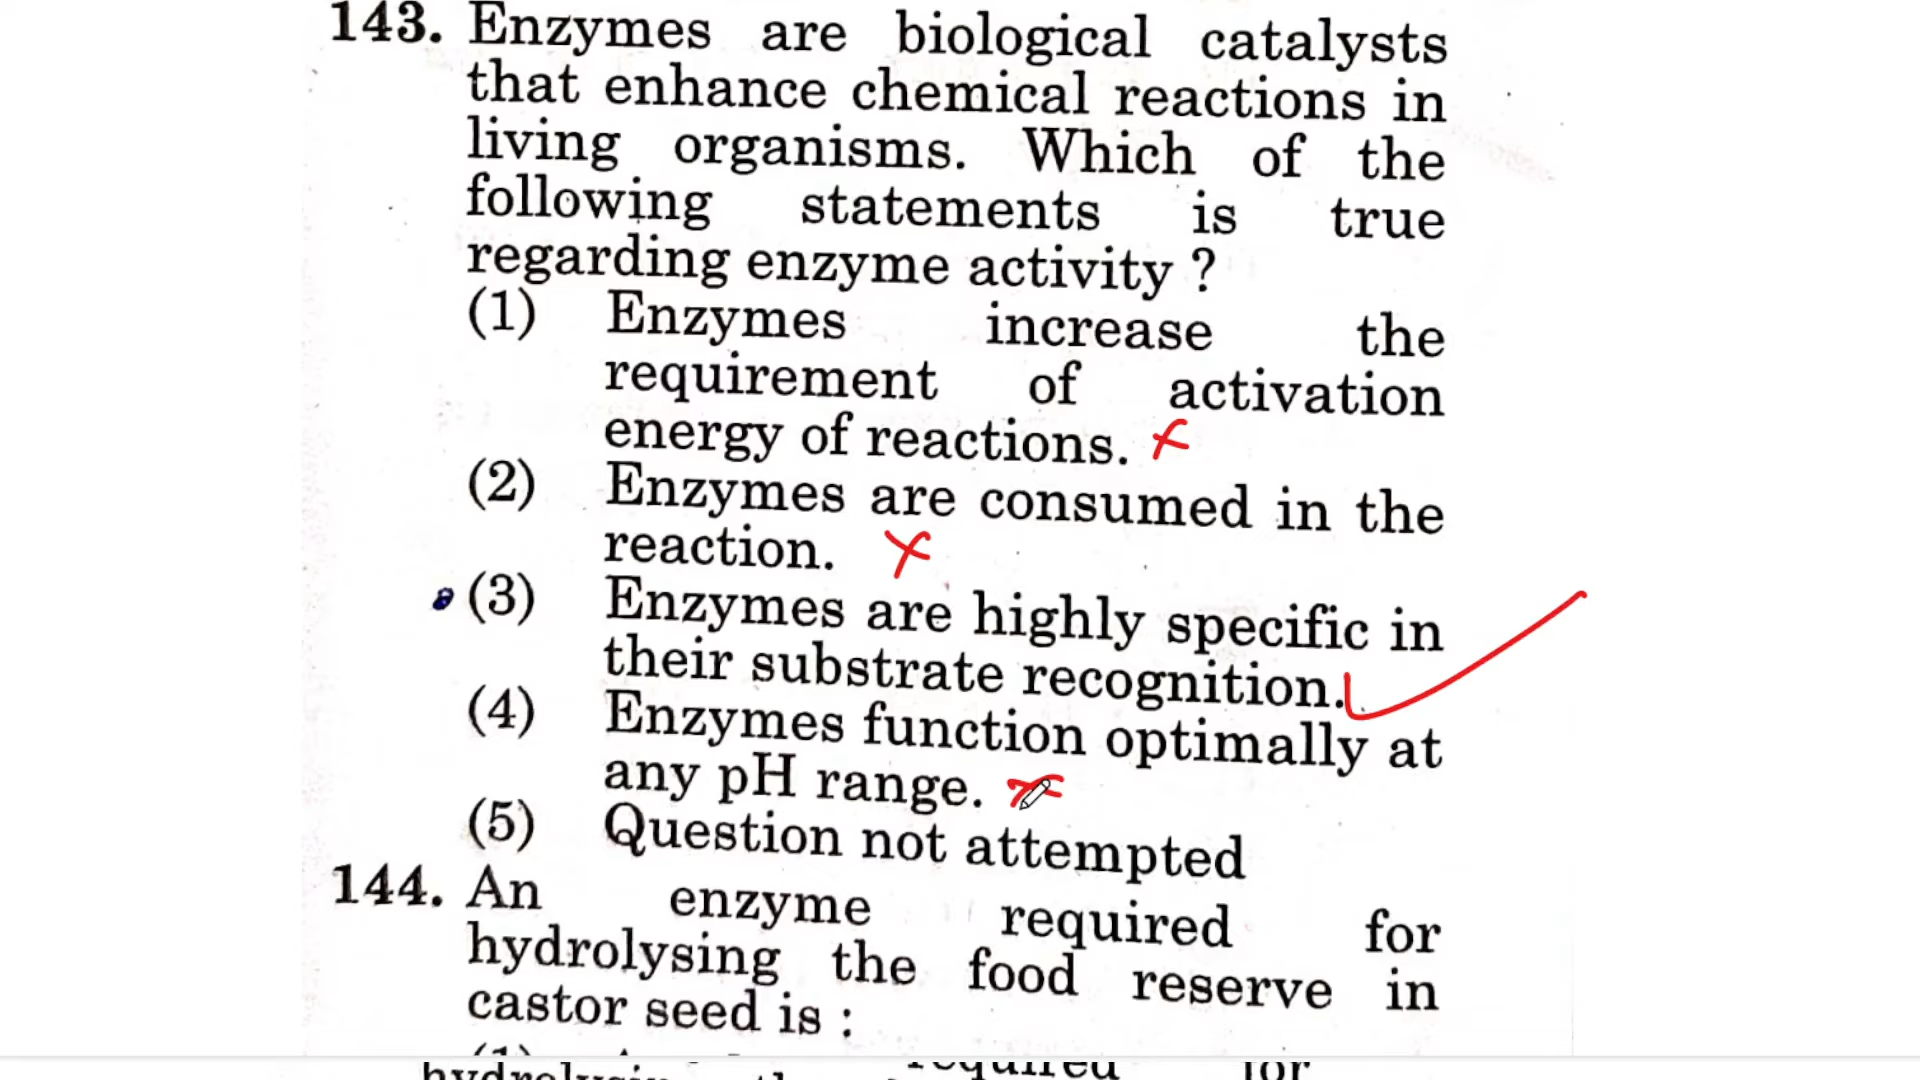 143. Enzymes are biological catalysts
that enhance chemical reactions in
living organisms. Which of the
following statements is true
regarding enzyme activity ?
(1) Enzymes increase the
requirement of activation
energy of reactions.
(2) Enzymes are consumed in the
reaction.
(3) Enzymes are highly specific in
their substrate recognition.
(4) Enzymes function optimally at
any pH range.
(5) Question not attempted
144. An enzyme required for
hydrolysing the food reserve in
castor seed is :
required for